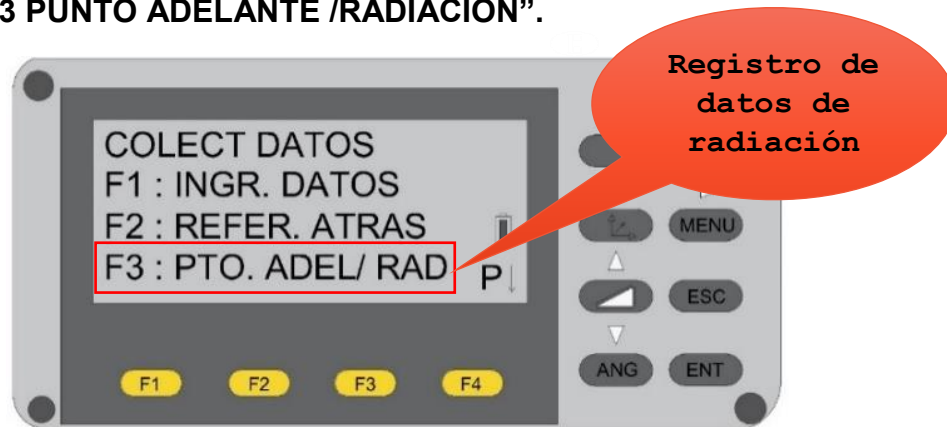 3 PUNTO ADELANTE /RADIACIÓN”.
Registro de
datos de
radiación
COLECT DATOS
F1 : INGR. DATOS
F2 : REFER. ATRAS
F3 : PTO. ADEL/ RAD
P↓
MENU
ESC
ANG
ENT
F1
F2
F3
F4